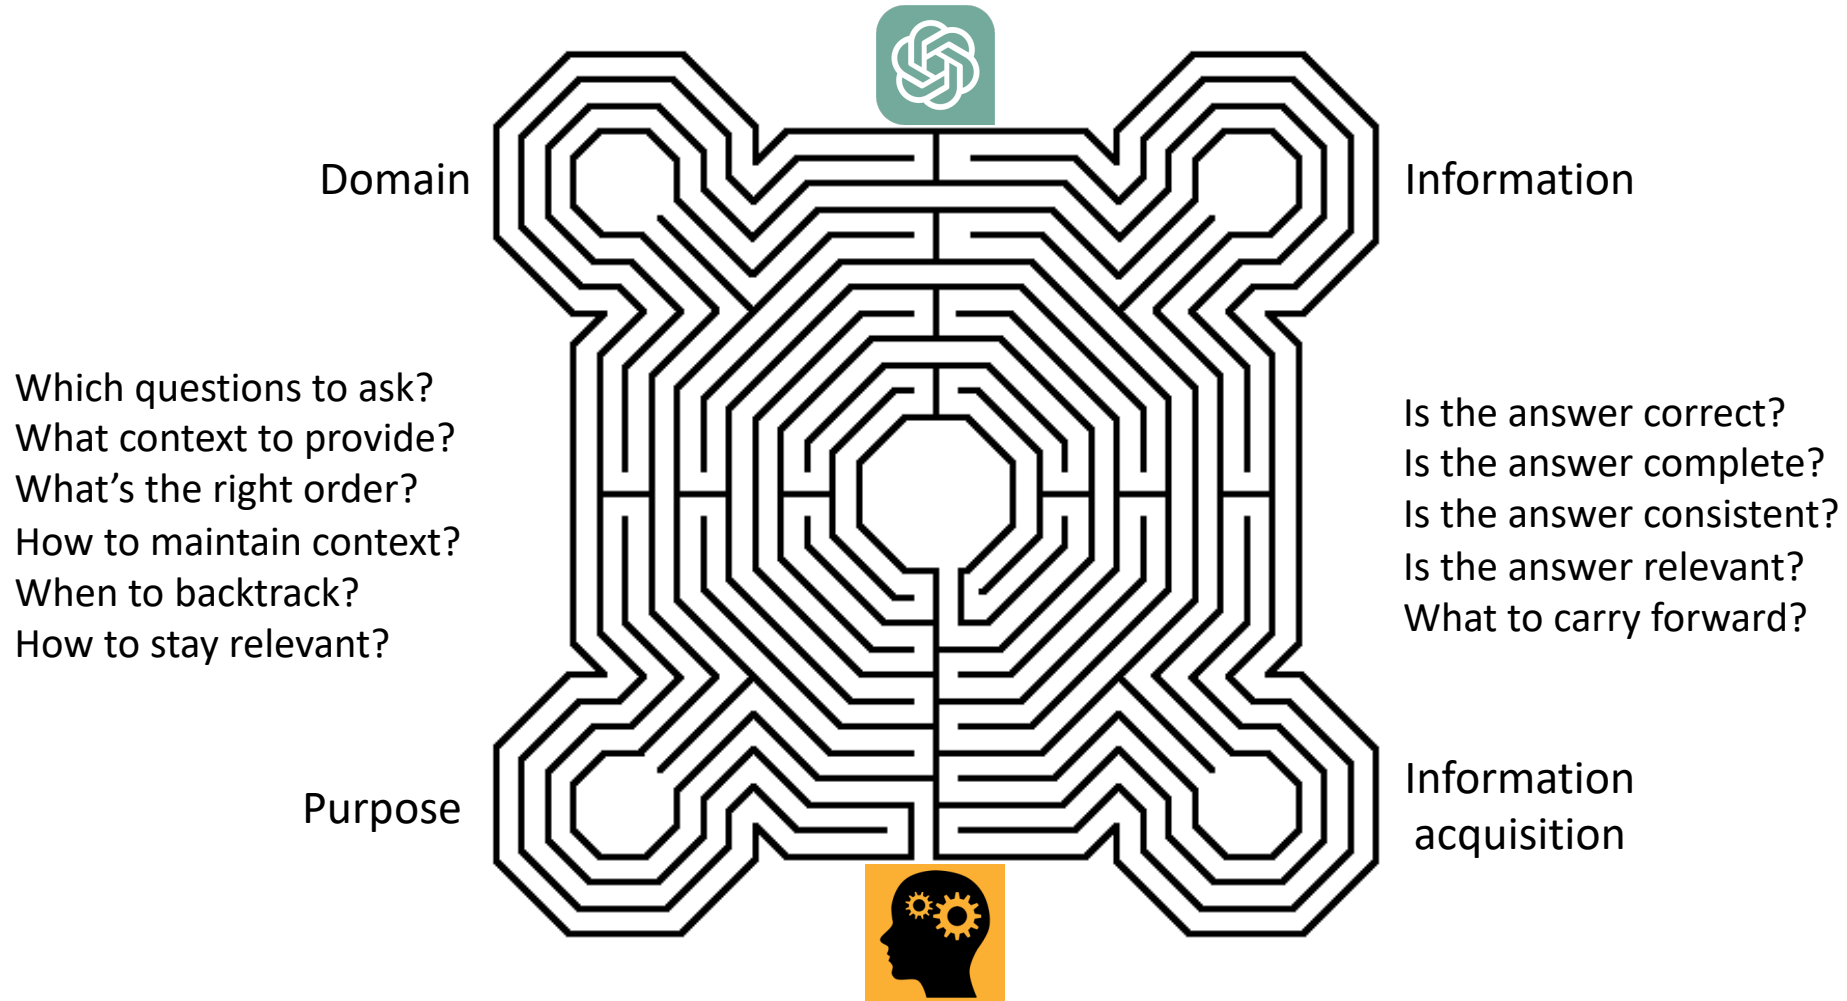 Domain
Information
Which questions to ask?
What context to provide?
What’s the right order?
How to maintain context?
When to backtrack?
How to stay relevant?
Is the answer correct?
Is the answer complete?
Is the answer consistent?
Is the answer relevant?
What to carry forward?
Purpose
Information
acquisition